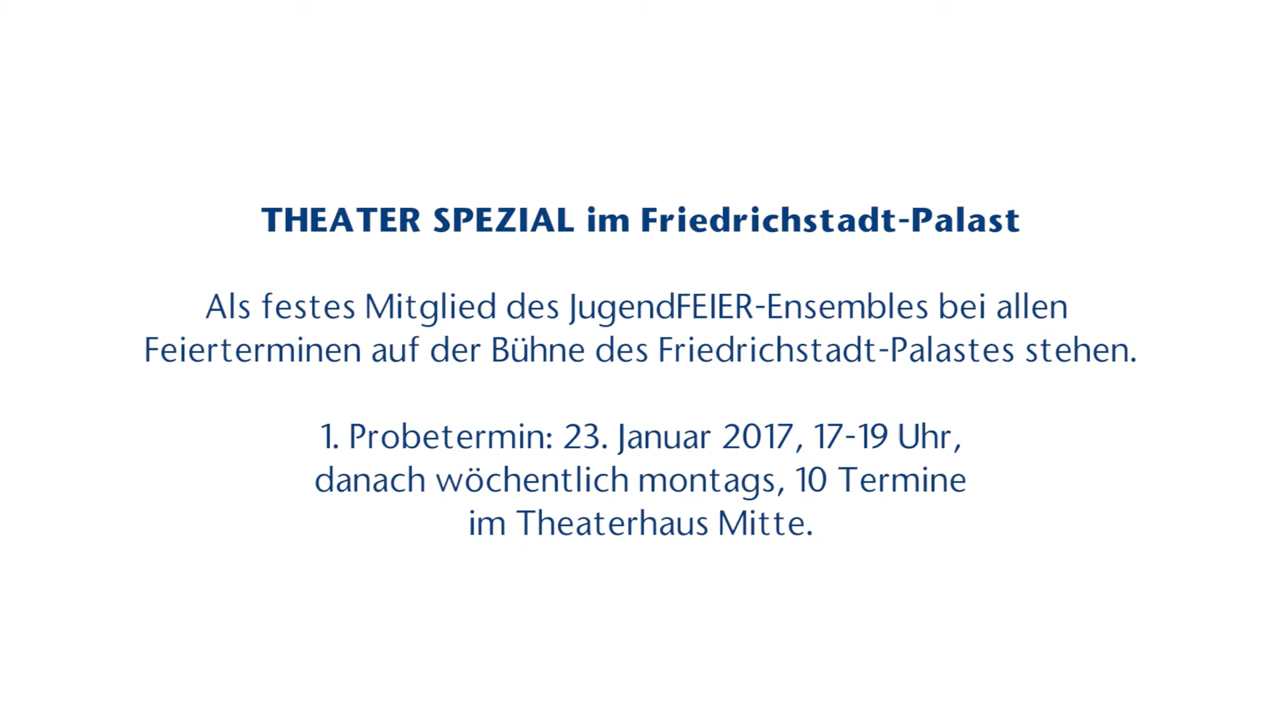 THEATER SPEZIAL im Friedrichstadt-Palast
Als festes Mitglied des JugendFEIER-Ensembles bei allen
Feierterminen auf der Bühne des Friedrichstadt-Palastes stehen.
1. Probetermin: 23. Januar 2017, 17-19 Uhr,
danach wöchentlich montags, 10 Termine
im Theaterhaus Mitte.